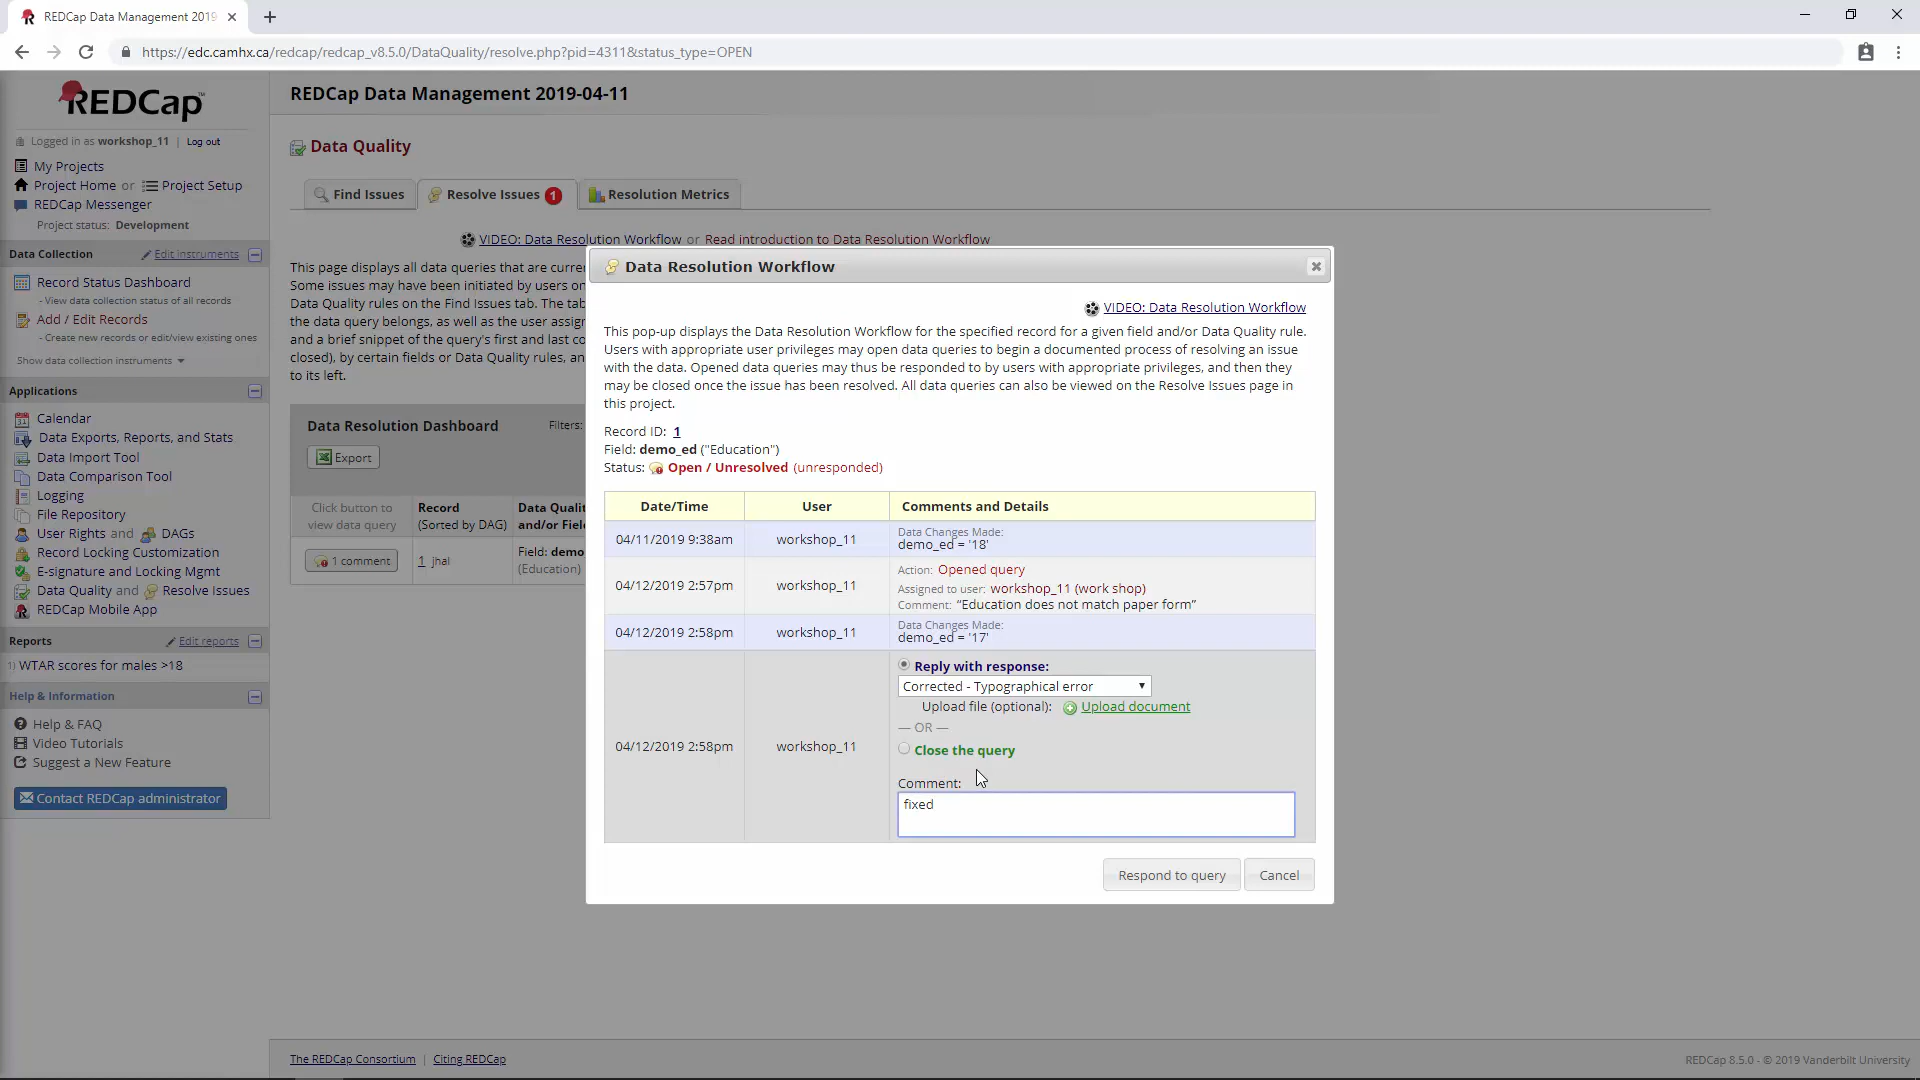 REDCap Data Management 2019
https://edc.camhx.ca/redcap/redcap_v8.5.0/DataQuality/resolve.php?pid=4311&status_type=OPEN
REDCap
Logged in as workshop_11 | Log out
My Projects
Project Home or Project Setup
REDCap Messenger
Project status: Development
Data Collection Edit instruments
Record Status Dashboard
- View data collection status of all records
Add / Edit Records
- Create new records or edit/view existing ones
Show data collection instruments
Applications
Calendar
Data Exports, Reports, and Stats
Data Import Tool
Data Comparison Tool
Logging
File Repository
User Rights and DAGs
Record Locking Customization
E-signature and Locking Mgmt
Data Quality and Resolve Issues
REDCap Mobile App
Reports Edit reports
1) WTAR scores for males >18
Help & Information
Help & FAQ
Video Tutorials
Suggest a New Feature
Contact REDCap administrator
REDCap Data Management 2019-04-11
Data Quality
Find Issues Resolve Issues 1 Resolution Metrics
VIDEO: Data Resolution Workflow or Read introduction to Data Resolution Workflow
This page displays all data queries that are curre
Some issues may have been initiated by users on
Data Quality rules on the Find Issues tab. The tab
the data query belongs, as well as the user assig
and a brief snippet of the query's first and last co
closed), by certain fields or Data Quality rules, an
to its left.
Data Resolution Dashboard Filters:
Export
Click button to view data query
Record (Sorted by DAG)
Data Qualit and/or Field
1 comment 1 jhal Field: demo (Education)
Data Resolution Workflow
VIDEO: Data Resolution Workflow
This pop-up displays the Data Resolution Workflow for the specified record for a given field and/or Data Quality rule.
Users with appropriate user privileges may open data queries to begin a documented process of resolving an issue
with the data. Opened data queries may thus be responded to by users with appropriate privileges, and then they
may be closed once the issue has been resolved. All data queries can also be viewed on the Resolve Issues page in
this project.
Record ID: 1
Field: demo_ed ("Education")
Status: Open / Unresolved (unresponded)
Date/Time User Comments and Details
04/11/2019 9:38am workshop_11 Data Changes Made:
demo_ed = '18'
04/12/2019 2:57pm workshop_11 Action: Opened query
Assigned to user: workshop_11 (work shop)
Comment: “Education does not match paper form”
04/12/2019 2:58pm workshop_11 Data Changes Made:
demo_ed = '17'
04/12/2019 2:58pm workshop_11 Reply with response:
Corrected - Typographical error
Upload file (optional): Upload document
— OR —
Close the query
Comment:
fixed
Respond to query Cancel
The REDCap Consortium | Citing REDCap
REDCap 8.5.0 - © 2019 Vanderbilt University